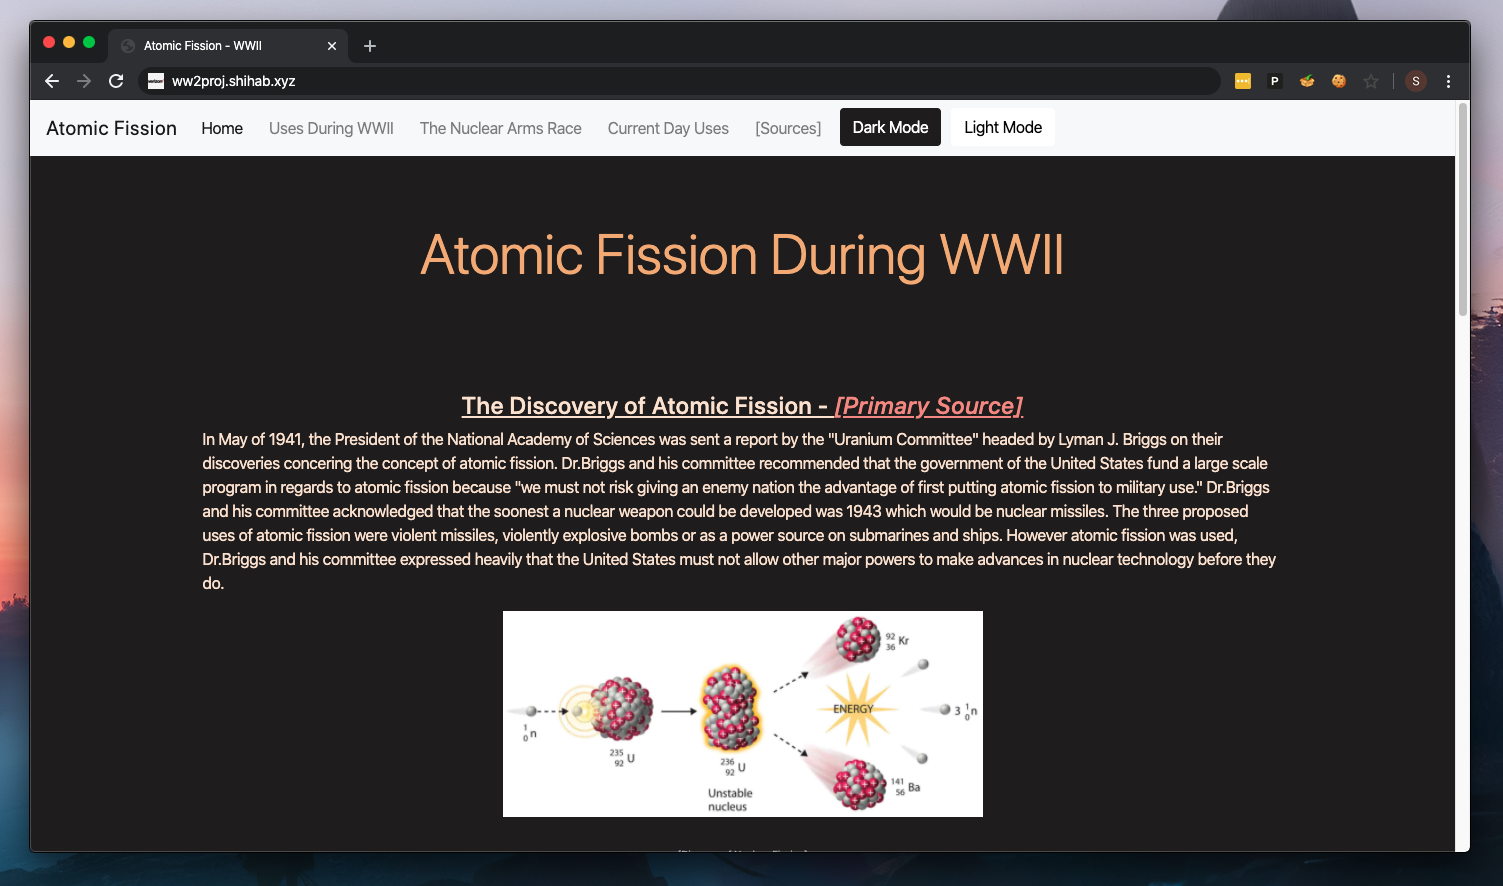 Atomic Fission - WWII
ww2proj.shihab.xyz
P
S
Atomic Fission Home Uses During WWII The Nuclear Arms Race Current Day Uses [Sources] Dark Mode Light Mode
Atomic Fission During WWII
The Discovery of Atomic Fission - [Primary Source]
In May of 1941, the President of the National Academy of Sciences was sent a report by the "Uranium Committee" headed by Lyman J. Briggs on their
discoveries concering the concept of atomic fission. Dr.Briggs and his committee recommended that the government of the United States fund a large scale
program in regards to atomic fission because "we must not risk giving an enemy nation the advantage of first putting atomic fission to military use." Dr.Briggs
and his committee acknowledged that the soonest a nuclear weapon could be developed was 1943 which would be nuclear missiles. The three proposed
uses of atomic fission were violent missiles, violently explosive bombs or as a power source on submarines and ships. However atomic fission was used,
Dr.Briggs and his committee expressed heavily that the United States must not allow other major powers to make advances in nuclear technology before they
do.
92
36 Kr
ENERGY
3 1
0 n
1
0 n
235
92 U
236
92 U
Unstable
nucleus
141
56 Ba